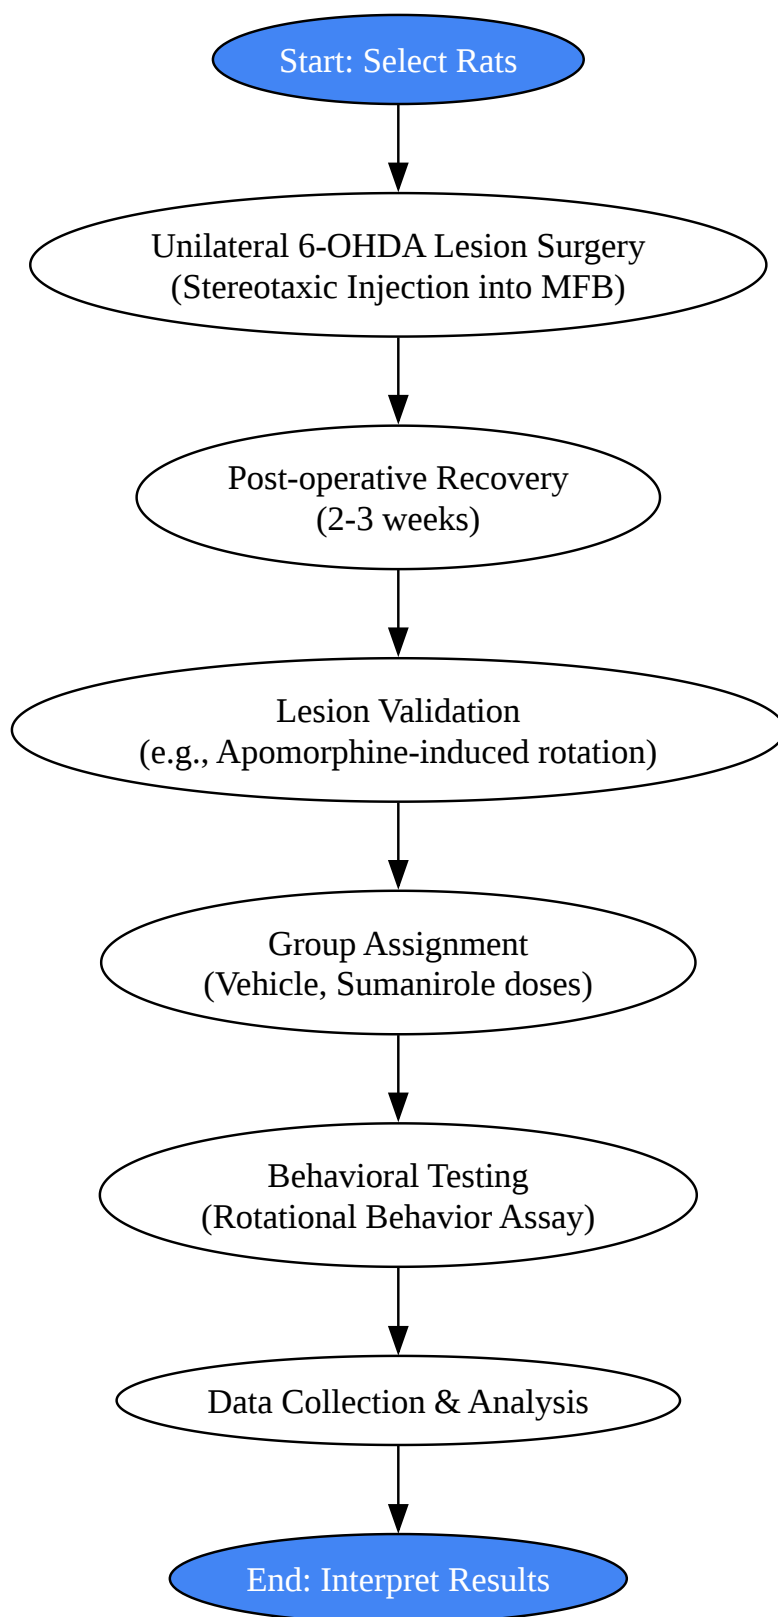 Start: Select Rats
Unilateral 6-OHDA Lesion Surgery
(Stereotaxic Injection into MFB)
Post-operative Recovery
(2-3 weeks)
Lesion Validation
(e.g., Apomorphine-induced rotation)
Group Assignment
(Vehicle, Sumanirole doses)
Behavioral Testing
(Rotational Behavior Assay)
Data Collection & Analysis
End: Interpret Results